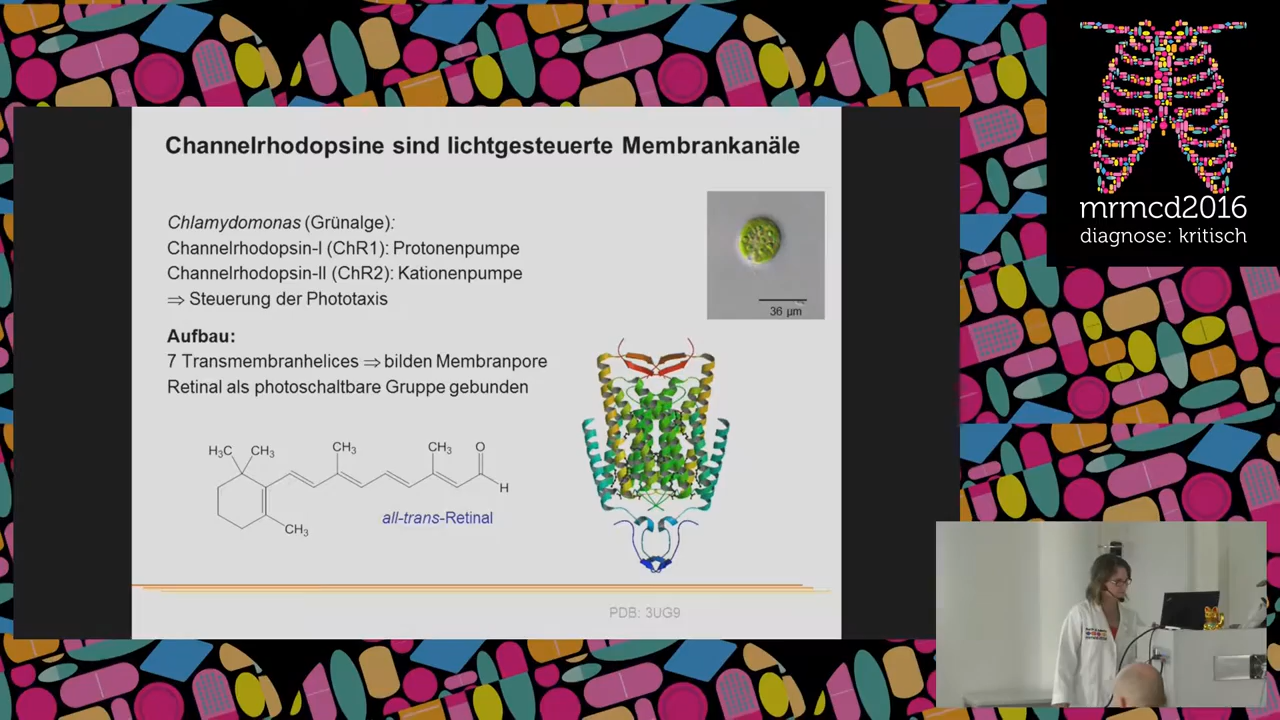 Channelrhodopsine sind lichtgesteuerte Membrankanäle
Chlamydomonas (Grünalge):
Channelrhodopsin-I (ChR1): Protonenpumpe
Channelrhodopsin-II (ChR2): Kationenpumpe
⇒ Steuerung der Phototaxis
36 µm
Aufbau:
7 Transmembranhelices ⇒ bilden Membranpore
Retinal als photoschaltbare Gruppe gebunden
H₃C
CH₃
CH₃
CH₃
O
H
CH₃
all-trans-Retinal
PDB: 3UG9
mrmcd2016
diagnose: kritisch